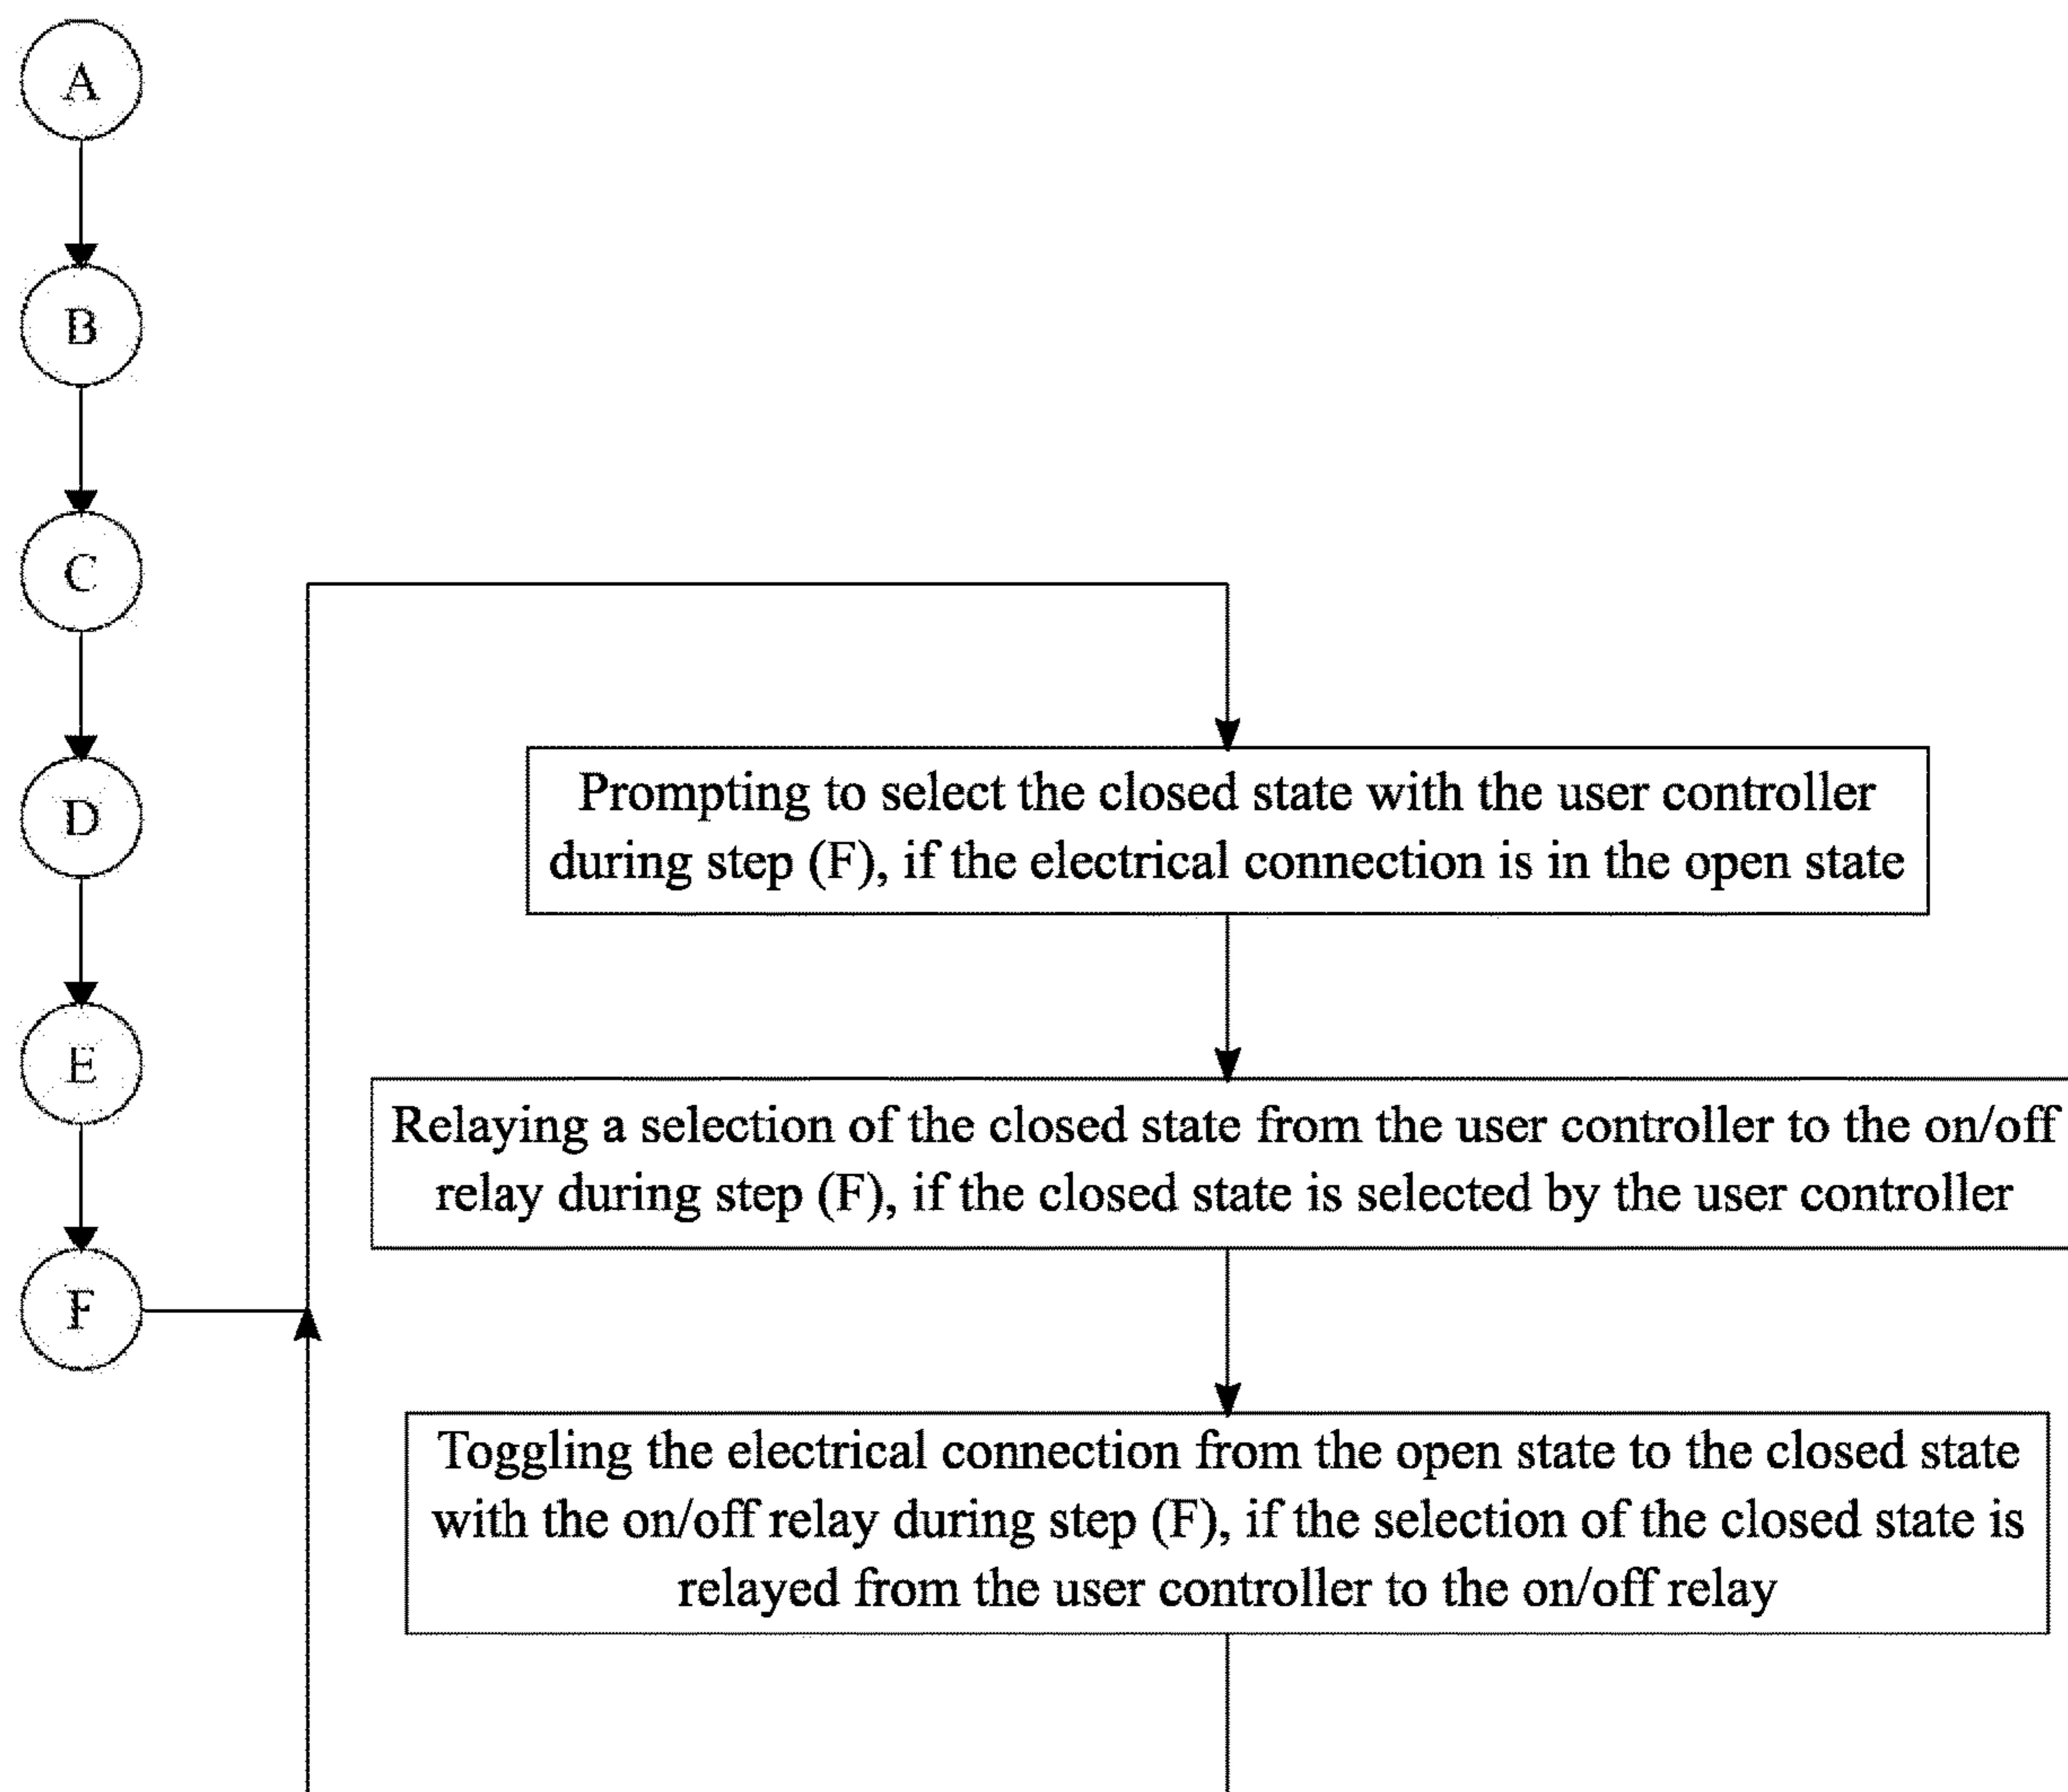 A
B
C
D
E
F
Prompting to select the closed state with the user controller
during step (F), if the electrical connection is in the open state
Relaying a selection of the closed state from the user controller to the on/off
relay during step (F), if the closed state is selected by the user controller
Toggling the electrical connection from the open state to the closed state
with the on/off relay during step (F), if the selection of the closed state is
relayed from the user controller to the on/off relay